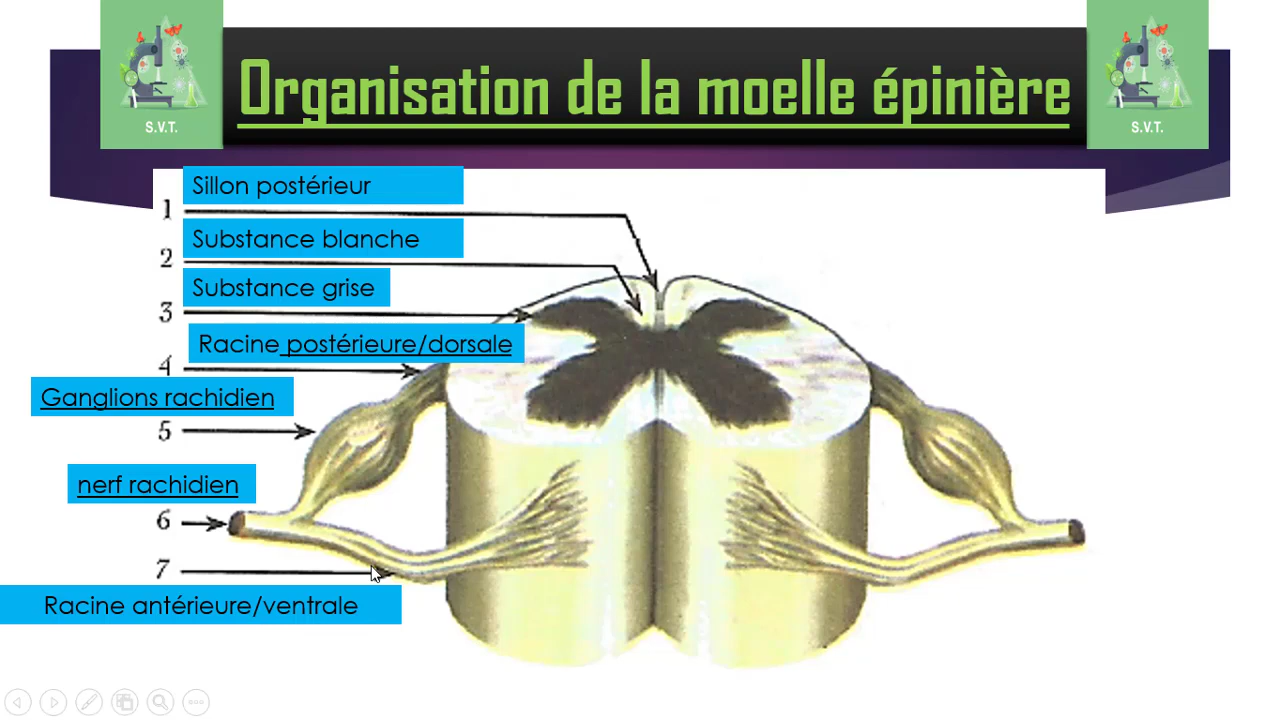 S.V.T.
Organisation de la moelle épinière
S.V.T.
Sillon postérieur
1
Substance blanche
2
Substance grise
3
Racine postérieure/dorsale
4
Ganglions rachidien
5
nerf rachidien
6
7
Racine antérieure/ventrale